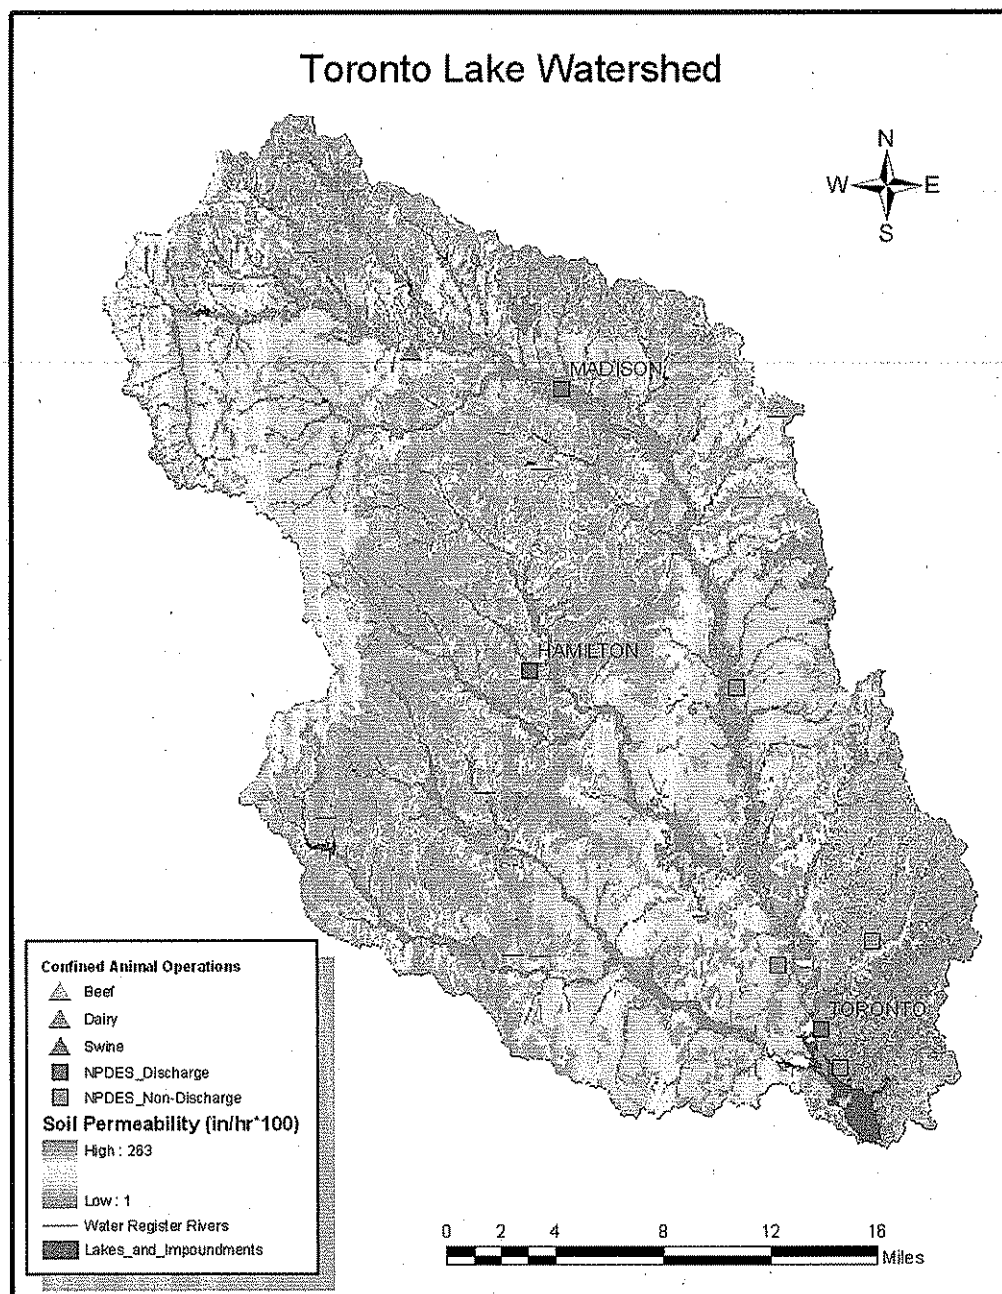 Toronto Lake Watershed
N
W E
S
MADISON
HAMILTON
TORONTO
Confined Animal Operations
Beef
Dairy
Swine
NPDES_Discharge
NPDES_Non-Discharge
Soil Permeability (in/hr*100)
High : 263
Low : 1
Water Register Rivers
Lakes_and_Impoundments
0 2 4 8 12 16
Miles